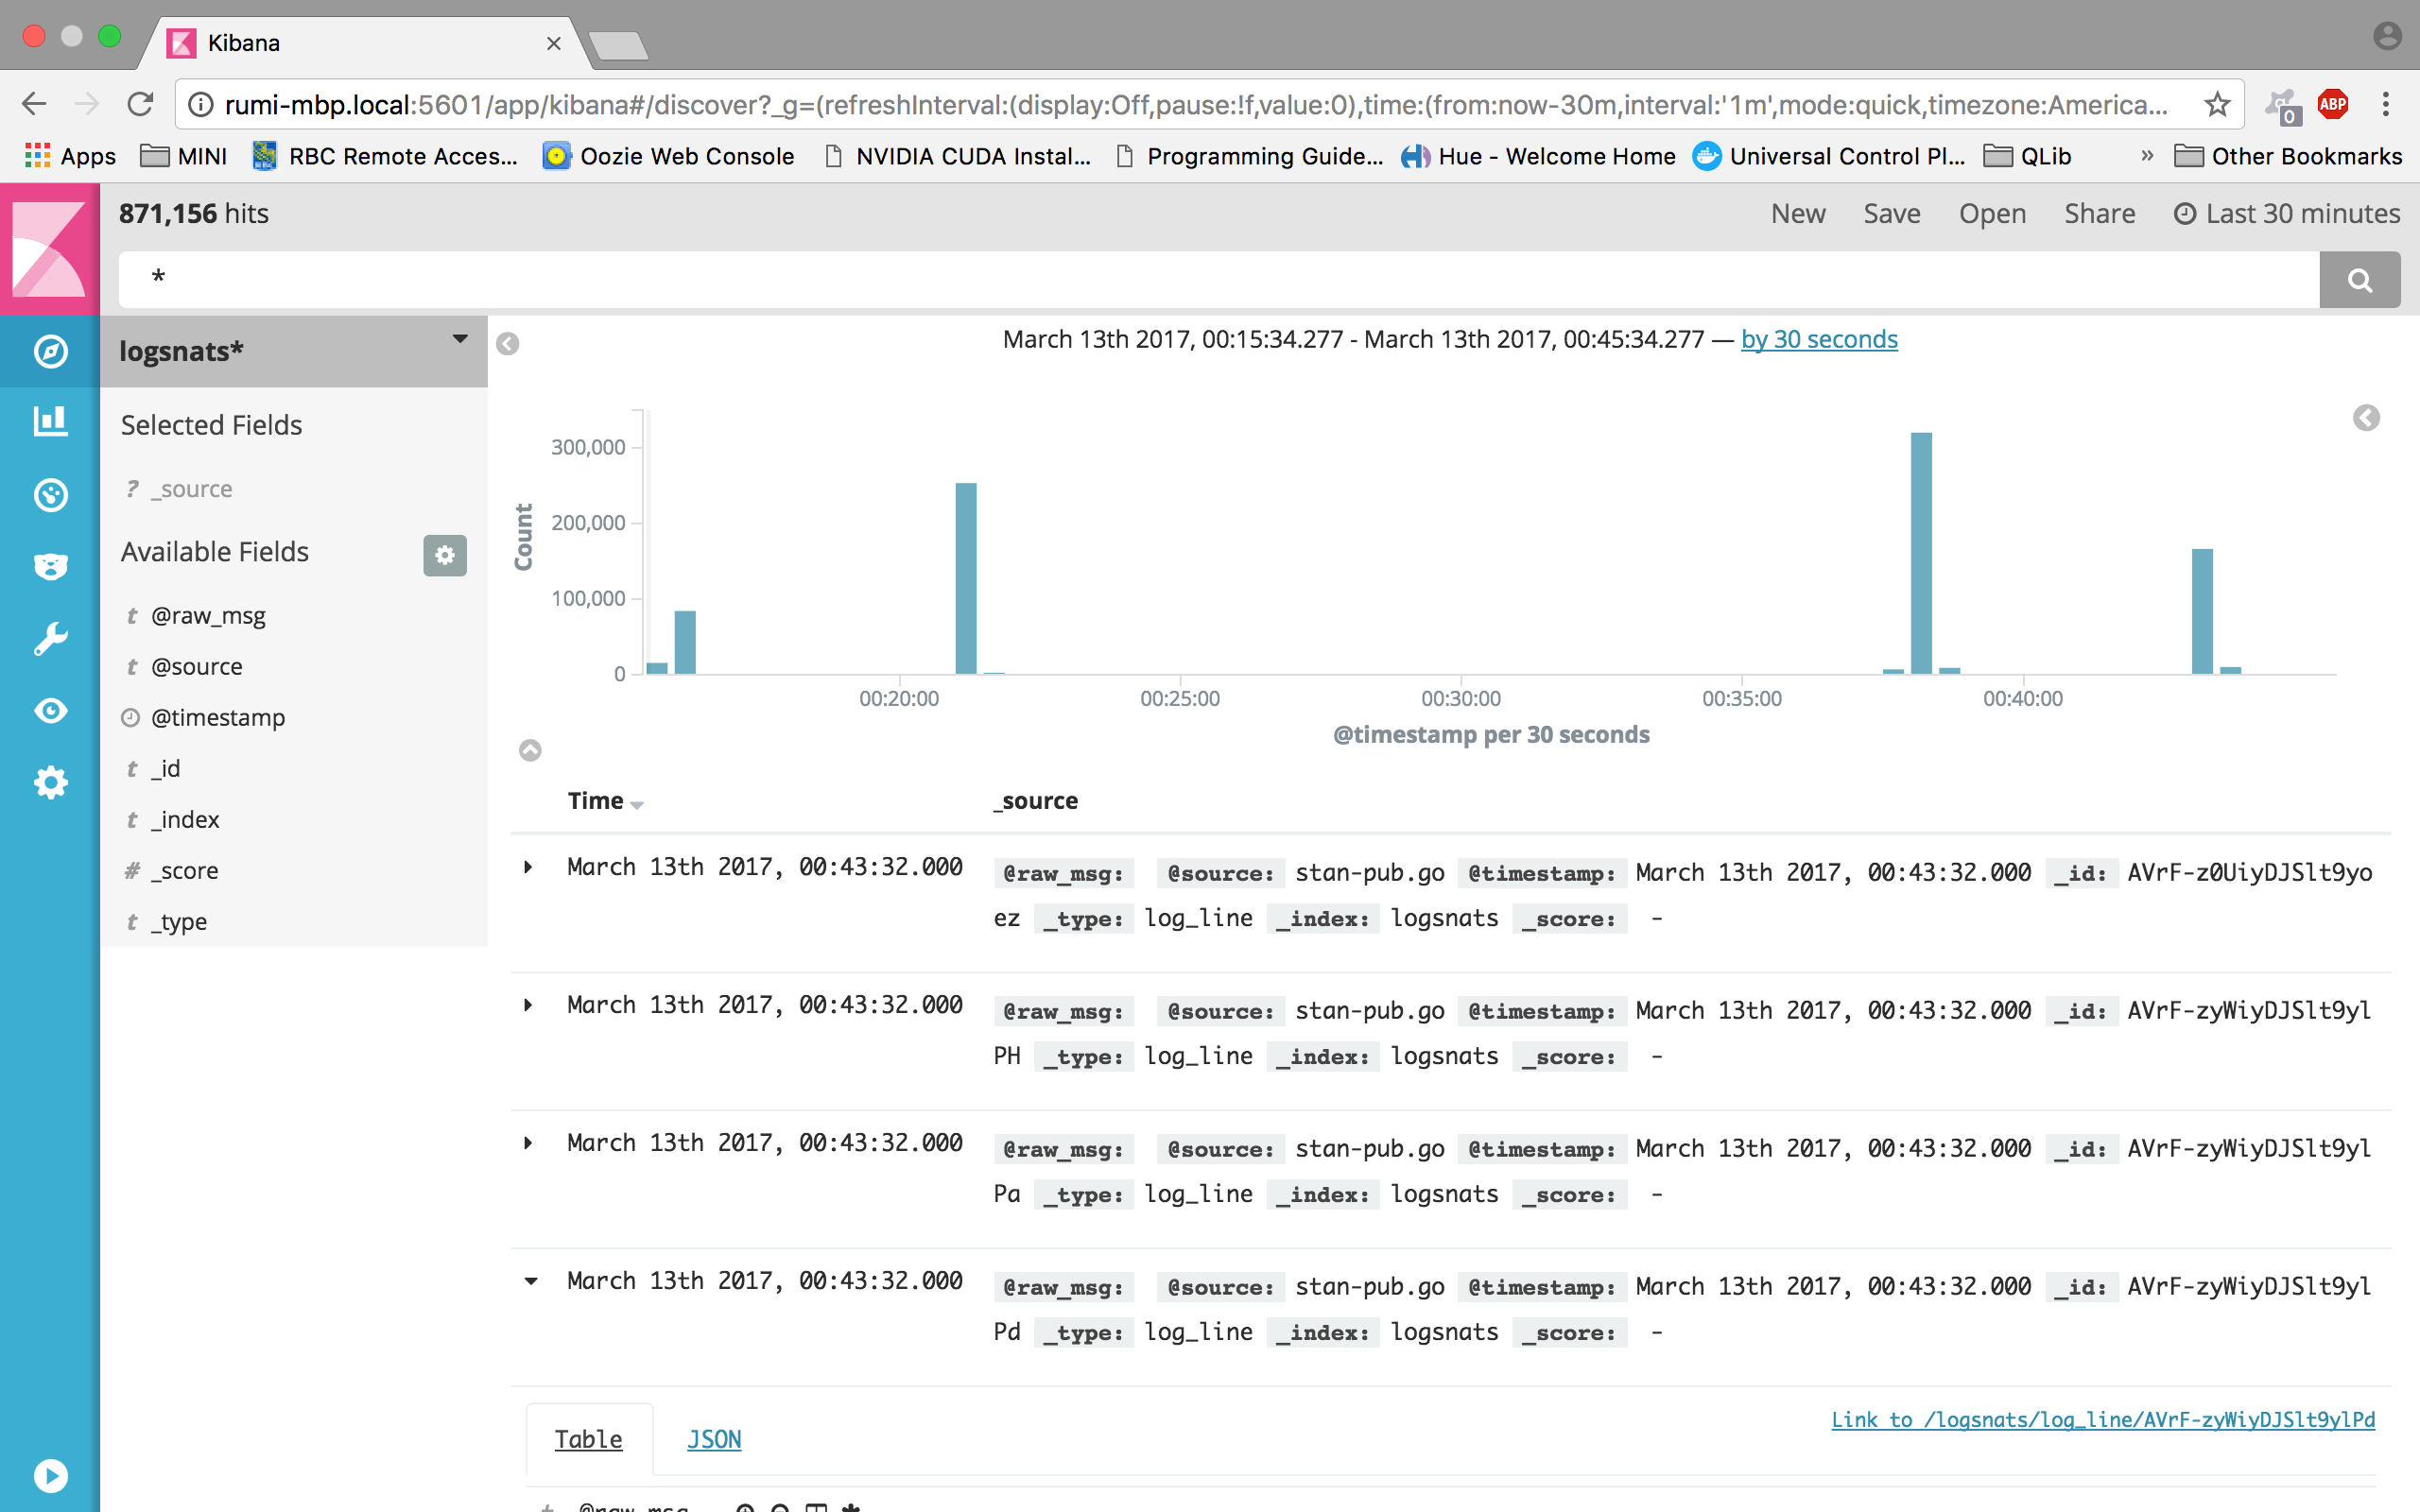 Kibana
rumi-mbp.local:5601/app/kibana#/discover?_g=(refreshInterval:(display:Off,pause:!f,value:0),time:(from:now-30m,interval:'1m',mode:quick,timezone:America...
0 ABP
Apps MINI RBC Remote Acces... Oozie Web Console NVIDIA CUDA Instal... Programming Guide... Hue - Welcome Home Universal Control Pl... QLib » Other Bookmarks
871,156 hits New Save Open Share Last 30 minutes
*
logsnats*
Selected Fields
? _source
Available Fields
t @raw_msg
t @source
@timestamp
t _id
t _index
# _score
t _type
March 13th 2017, 00:15:34.277 - March 13th 2017, 00:45:34.277 — by 30 seconds
Count
300,000
200,000
100,000
0
00:20:00 00:25:00 00:30:00 00:35:00 00:40:00
@timestamp per 30 seconds
Time _source
March 13th 2017, 00:43:32.000 @raw_msg: @source: stan-pub.go @timestamp: March 13th 2017, 00:43:32.000 _id: AVrF-z0UiyDJSlt9yo
ez _type: log_line _index: logsnats _score: -
March 13th 2017, 00:43:32.000 @raw_msg: @source: stan-pub.go @timestamp: March 13th 2017, 00:43:32.000 _id: AVrF-zyWiyDJSlt9yl
PH _type: log_line _index: logsnats _score: -
March 13th 2017, 00:43:32.000 @raw_msg: @source: stan-pub.go @timestamp: March 13th 2017, 00:43:32.000 _id: AVrF-zyWiyDJSlt9yl
Pa _type: log_line _index: logsnats _score: -
March 13th 2017, 00:43:32.000 @raw_msg: @source: stan-pub.go @timestamp: March 13th 2017, 00:43:32.000 _id: AVrF-zyWiyDJSlt9yl
Pd _type: log_line _index: logsnats _score: -
Link to /logsnats/log_line/AVrF-zyWiyDJSlt9ylPd
Table JSON
t @raw_msg